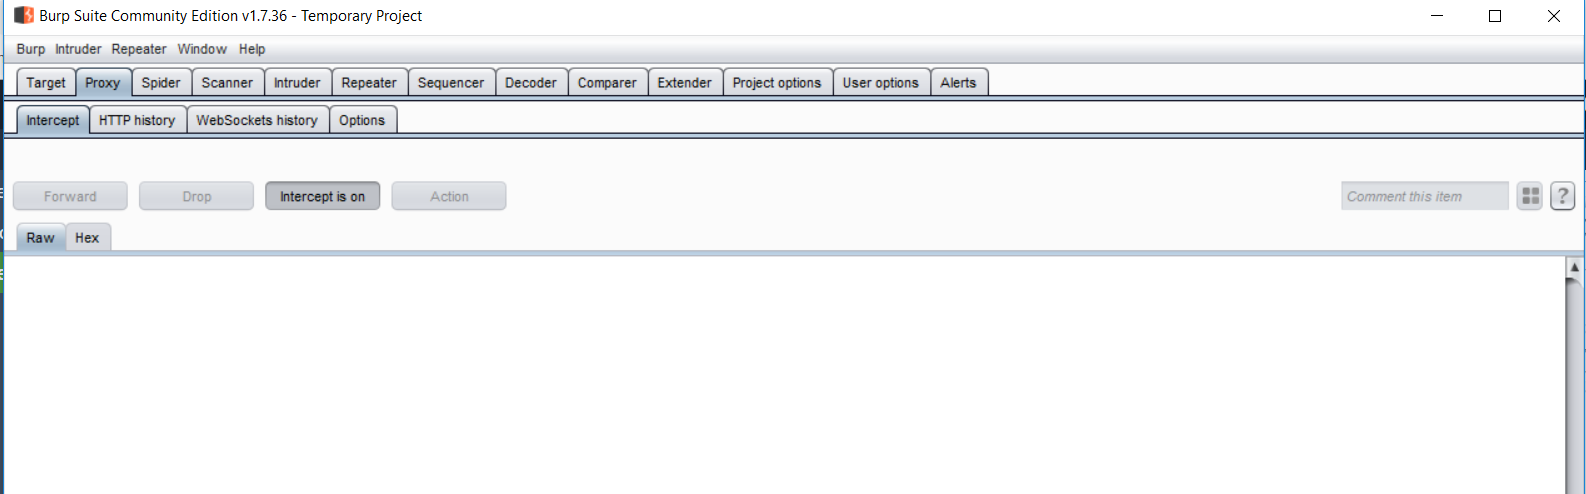 Burp Suite Community Edition v1.7.36 - Temporary Project
Burp Intruder Repeater Window Help
Target Proxy Spider Scanner Intruder Repeater Sequencer Decoder Comparer Extender Project options User options Alerts
Intercept HTTP history WebSockets history Options
Forward Drop Intercept is on Action Comment this item ?
Raw Hex